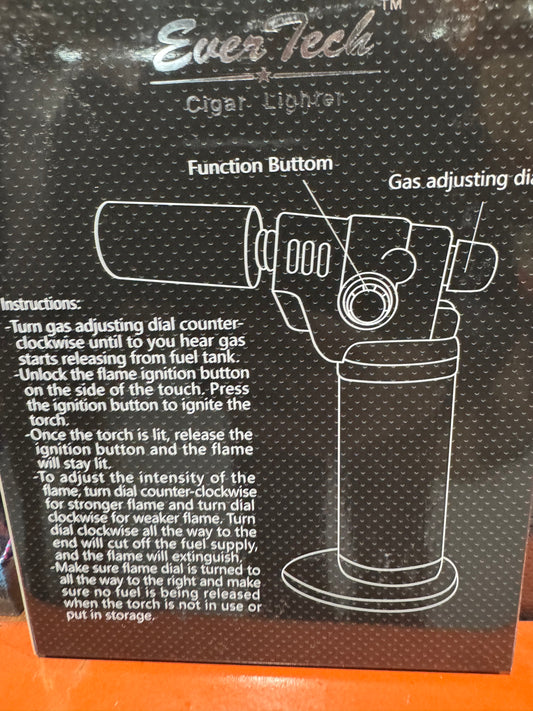 Ever Tech™
Cigar Lighter
Function Buttom
Gas adjusting
Instructions:
-Turn gas adjusting dial counter-
clockwise until to you hear gas
starts releasing from fuel tank.
-Unlock the flame ignition button
on the side of the touch. Press
the ignition button to ignite the
torch.
-Once the torch is lit, release the
ignition button and the flame
will stay lit.
-To adjust the intensity of the
flame, turn dial counter-clockwise
for stronger flame and turn dial
clockwise for weaker flame. Turn
dial clockwise all the way to the
end will cut off the fuel supply,
and the flame will extinguish.
-Make sure flame dial is turned to
all the way to the right and make
sure no fuel is being released
when the torch is not in use or
put in storage.